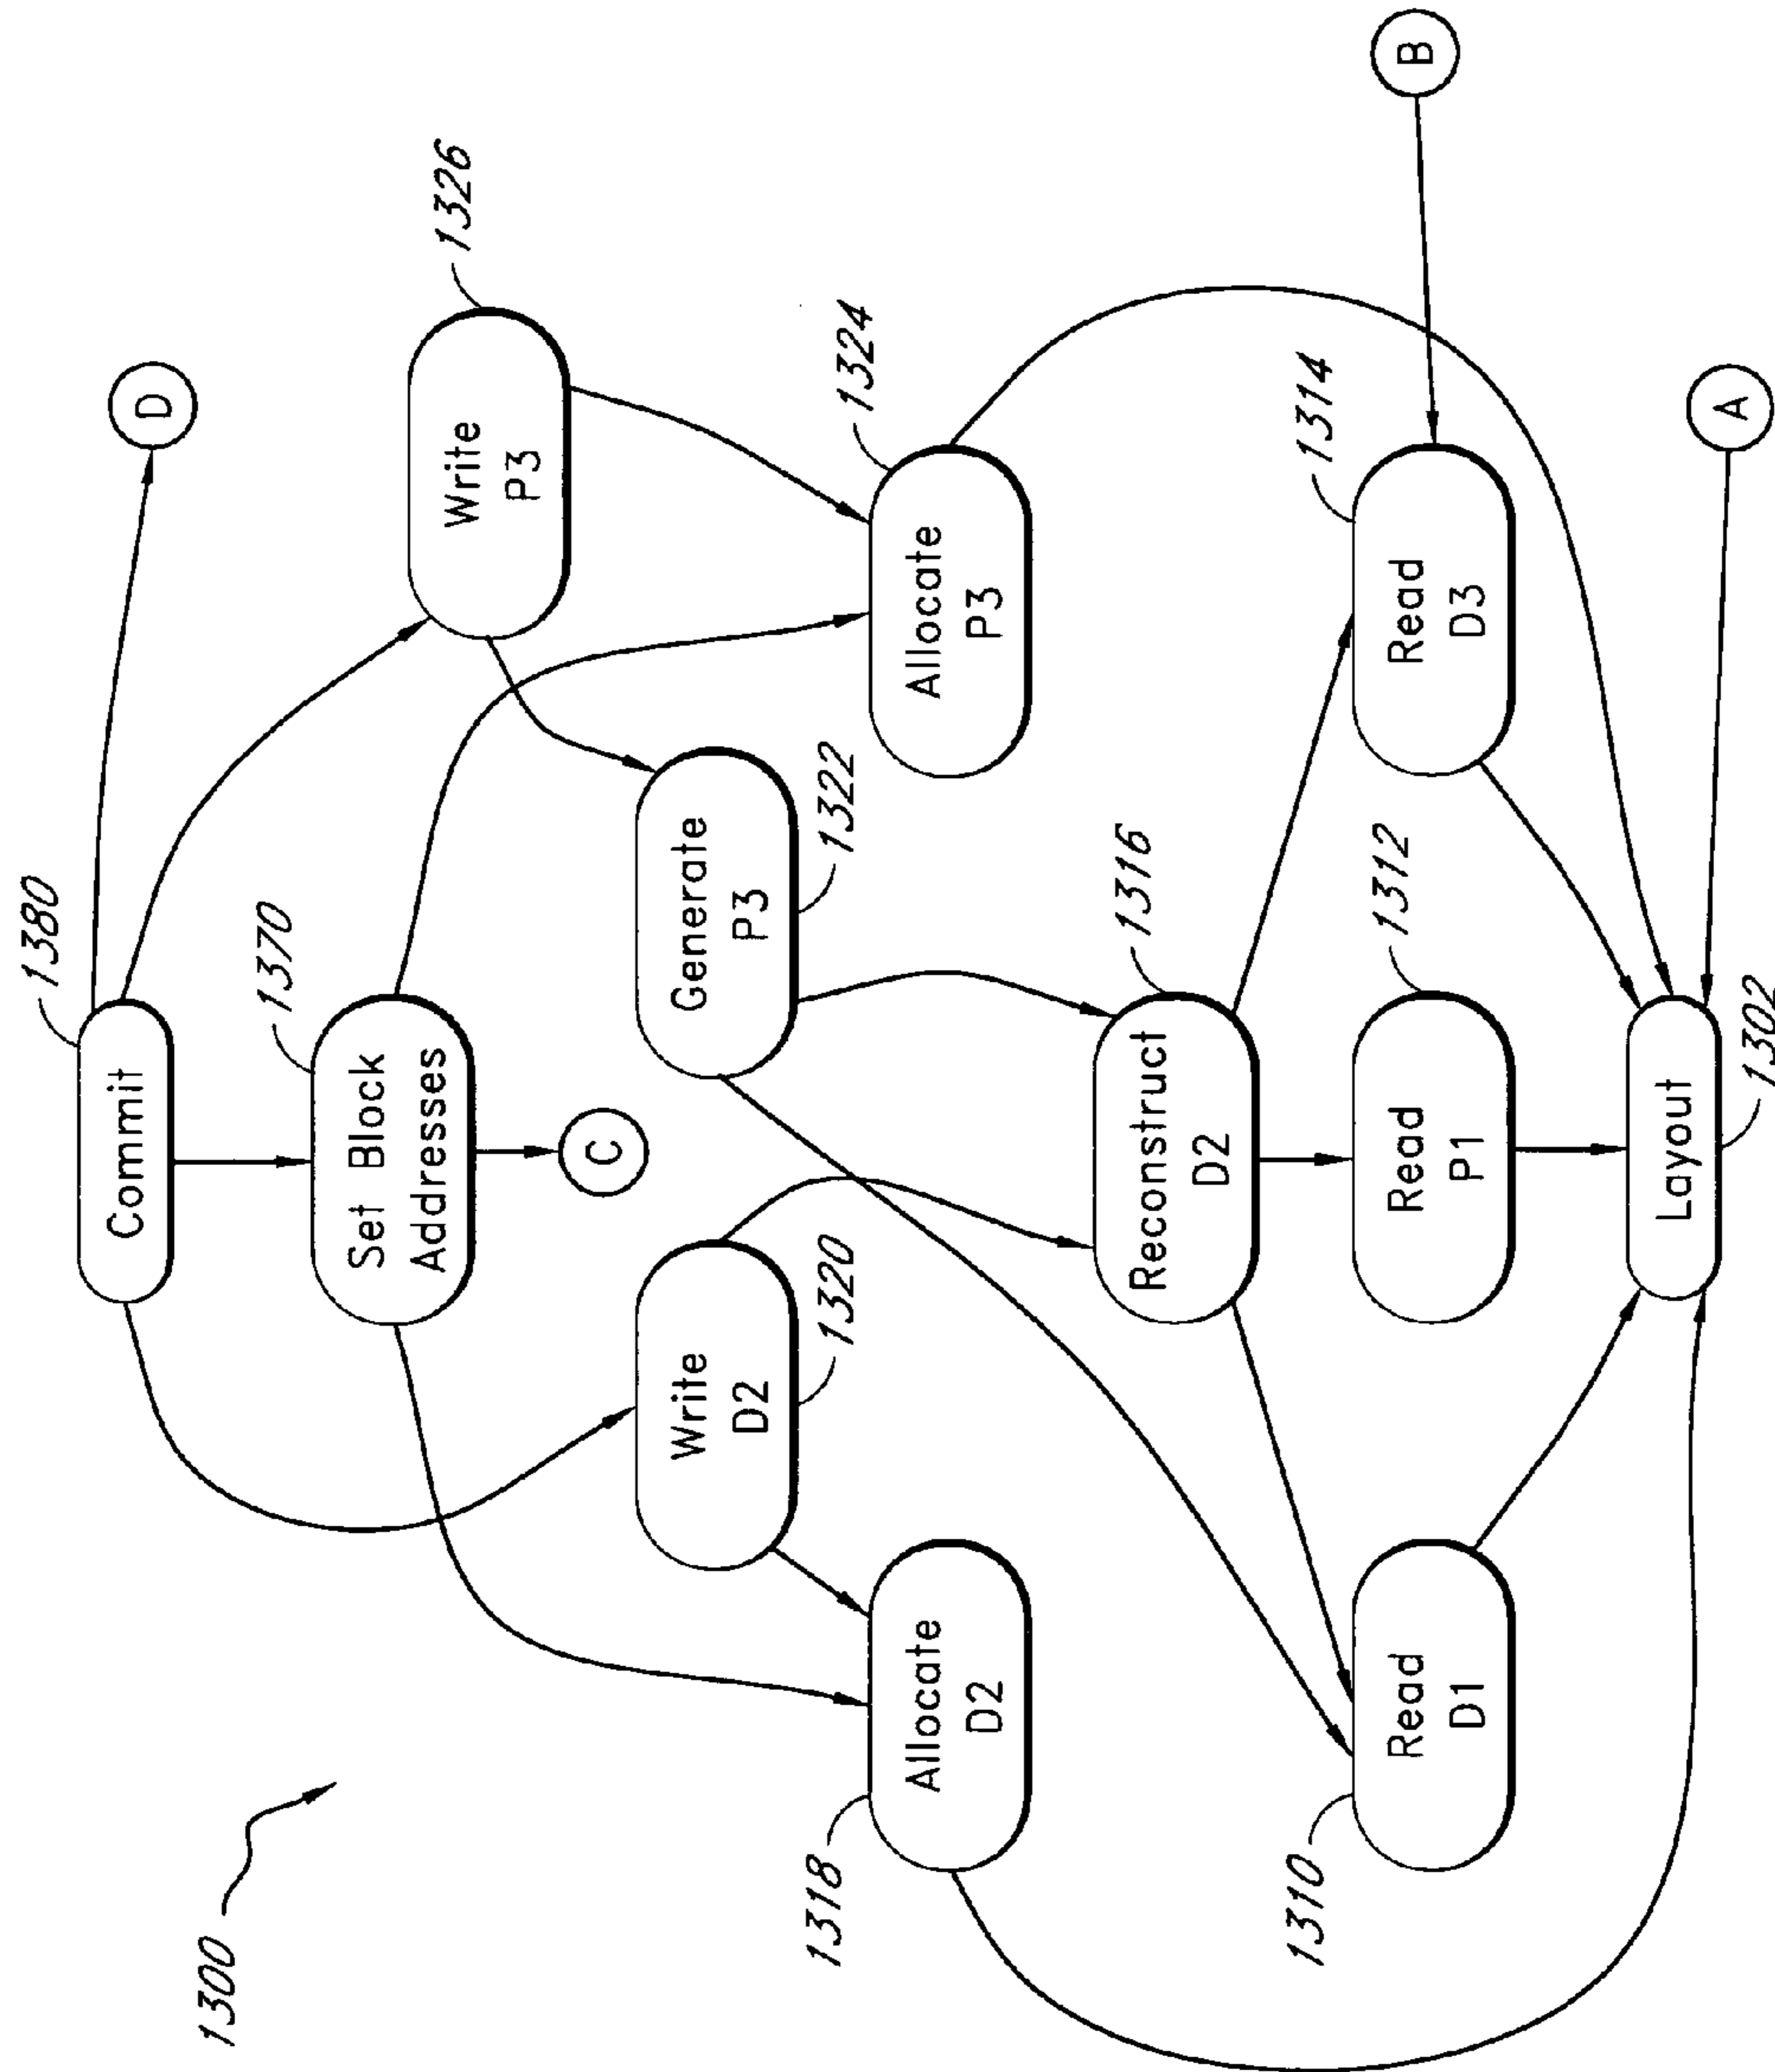 1300
1380
Commit
D
1370
Set Block
Addresses
C
1326
Write
P3
1320
Write
D2
1322
Generate
P3
1318
Allocate
D2
1324
Allocate
P3
1316
Reconstruct
D2
1310
Read
D1
1312
Read
P1
1314
Read
D3
B
1302
Layout
A